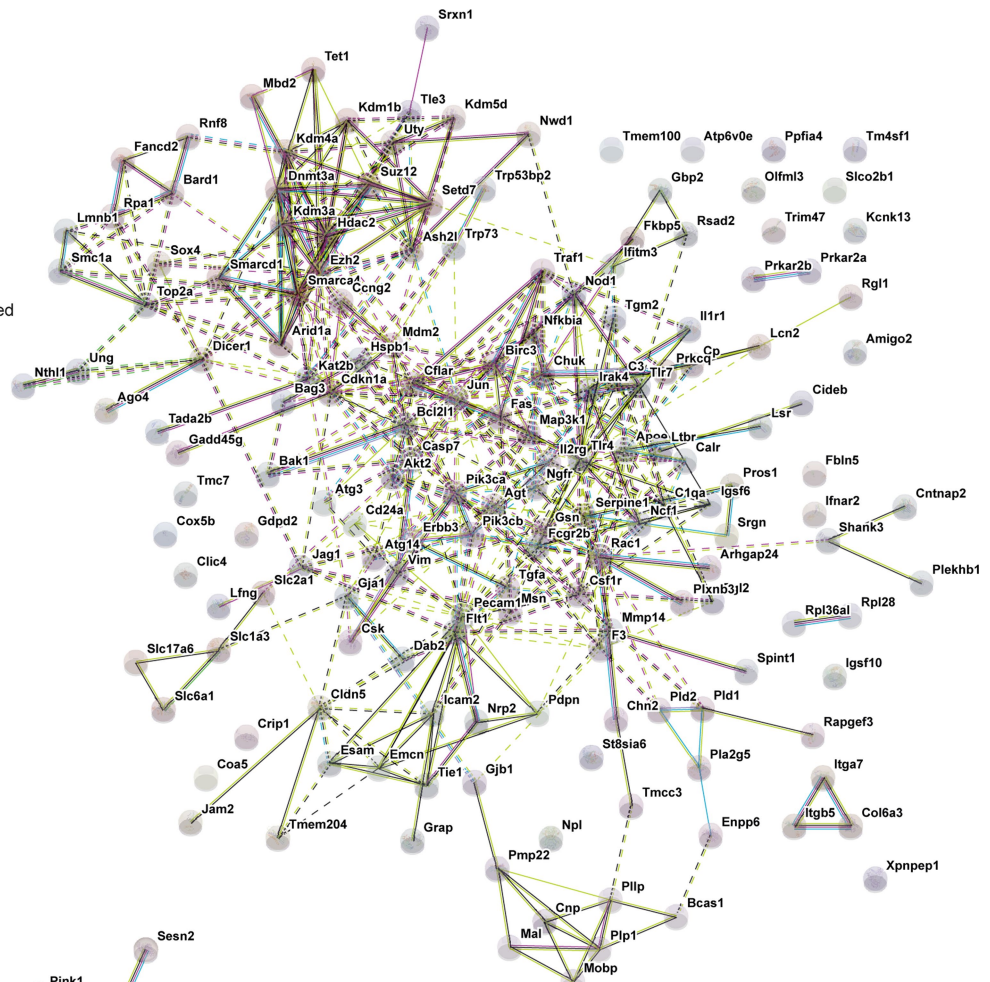 Srxn1
Tet1
Mbd2
Kdm1b
Tle3
Kdm5d
Rnf8
Uty
Nwd1
Kdm4a
Tmem100
Atp6v0e
Ppfia4
Tm4sf1
Fancd2
Bard1
Dnmt3a
Suz12
Trp53bp2
Gbp2
Olfml3
Slco2b1
Rpa1
Setd7
Lmnb1
Kdm3a
Hdac2
Fkbp5
Rsad2
Trim47
Kcnk13
Trp73
Ash2l
Ifitm3
Sox4
Ezh2
Traf1
Smc1a
Smarcd1
Smarca4
Nod1
Prkar2b
Prkar2a
Ccng2
Rgl1
Top2a
Tgm2
Il1r1
Nfkbia
Arid1a
Mdm2
Lcn2
Hspb1
Birc3
Cp
Amigo2
Ung
Dicer1
Kat2b
Cflar
Chuk
C3
Prkcq
Nthl1
Cdkn1a
Jun
Irak4
Tlr7
Ago4
Bag3
Fas
Cideb
Tada2b
Bcl2l1
Map3k1
Lsr
Gadd45g
Apoe
Ltbr
Casp7
Il2rg
Tlr4
Calr
Bak1
Akt2
Ngfr
Fbln5
Tmc7
Atg3
Pik3ca
Agt
Pros1
C1qa
Igsf6
Serpine1
Cntnap2
Ifnar2
Cox5b
Gdpd2
Cd24a
Erbb3
Pik3cb
Gsn
Ncf1
Srgn
Shank3
Fcgr2b
Atg14
Rac1
Arhgap24
Clic4
Jag1
Vim
Slc2a1
Gja1
Tgfa
Csf1r
Plekhb1
Lfng
Pecam1
Msn
Plxnb3
Jl2
Csk
Flt1
Mmp14
Rpl36al
Rpl28
Slc17a6
Slc1a3
Dab2
F3
Spint1
Igsf10
Slc6a1
Cldn5
Icam2
Nrp2
Pdpn
Chn2
Pld2
Pld1
Crip1
Rapgef3
Esam
Emcn
St8sia6
Coa5
Tie1
Gjb1
Pla2g5
Itga7
Jam2
Tmcc3
Tmem204
Grap
Npl
Enpp6
Itgb5
Col6a3
Pmp22
Xpnpep1
Pllp
Cnp
Bcas1
Mal
Plp1
Sesn2
Mobp
Pink1
ed